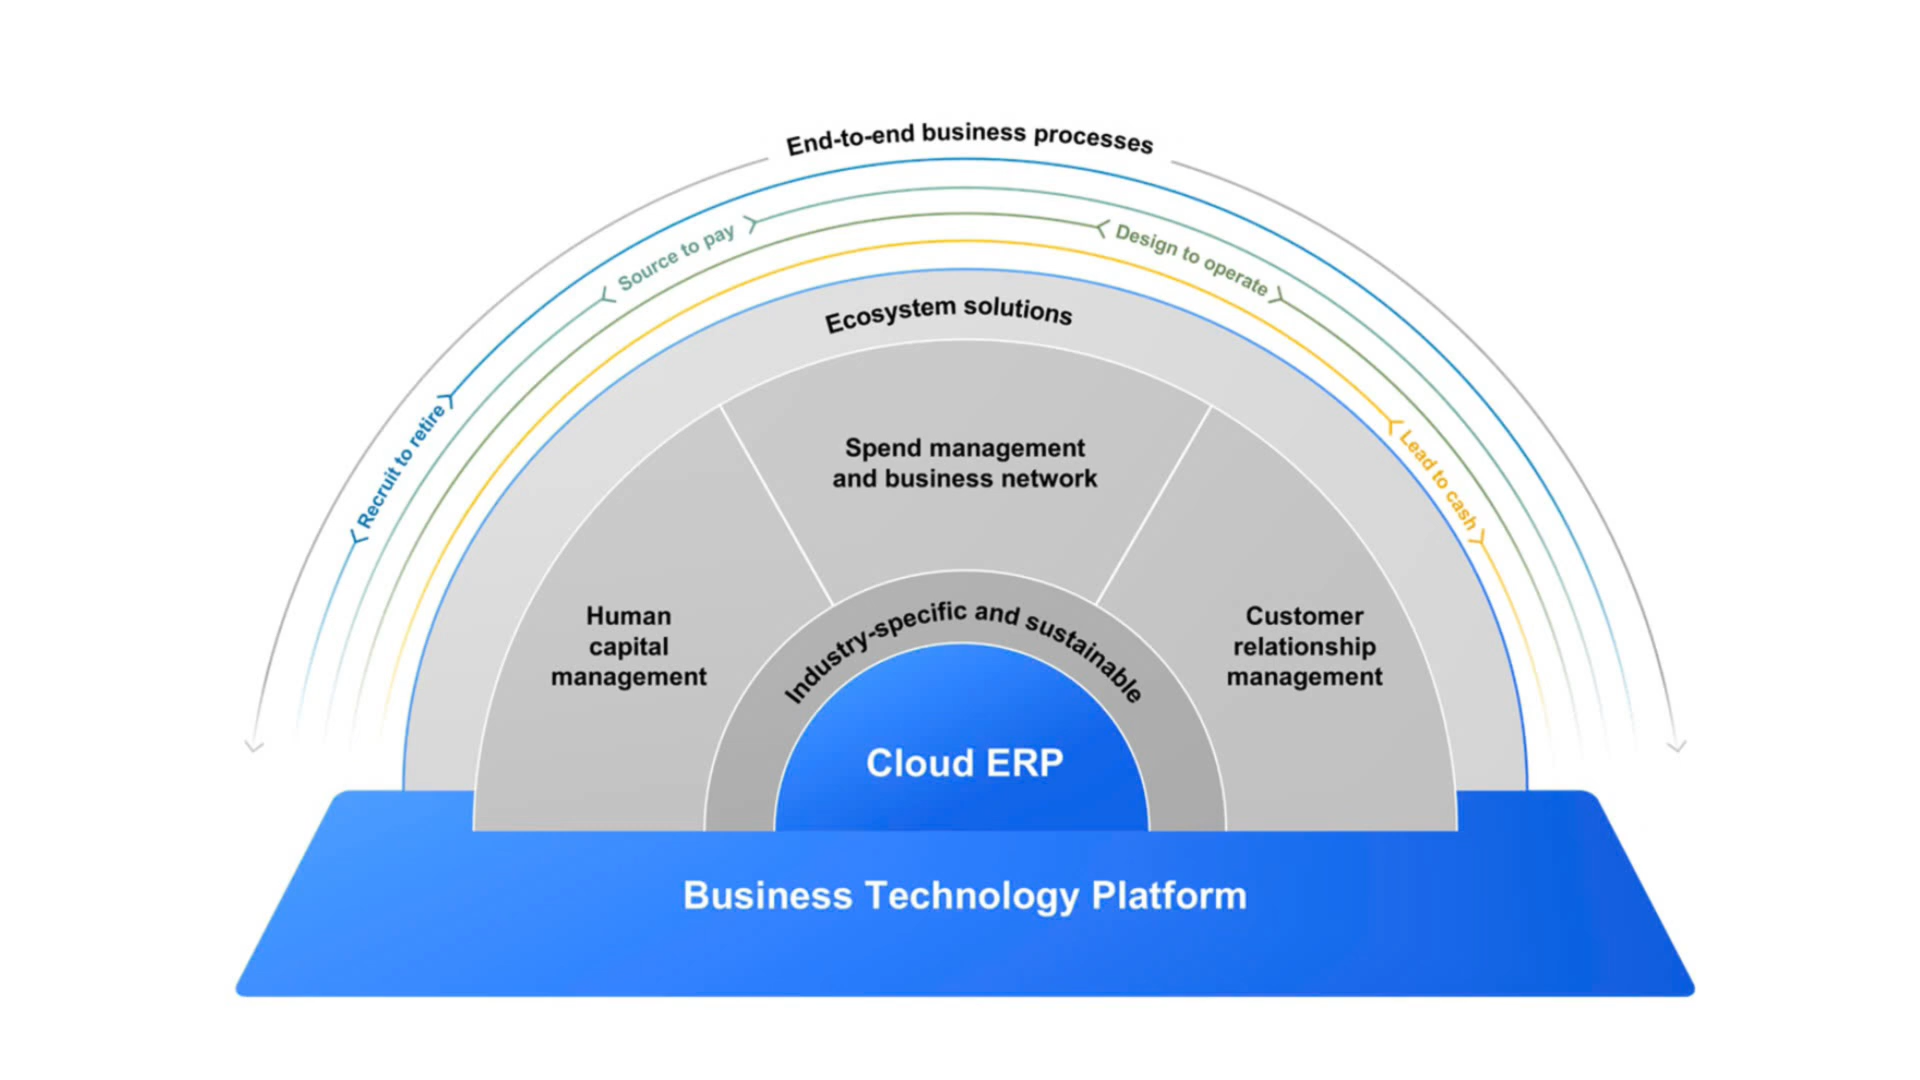 End-to-end business processes
Source to pay
Design to operate
Recruit to retire
Lead to cash
Ecosystem solutions
Spend management
and business network
Human
capital
management
Customer
relationship
management
Industry-specific and sustainable
Cloud ERP
Business Technology Platform